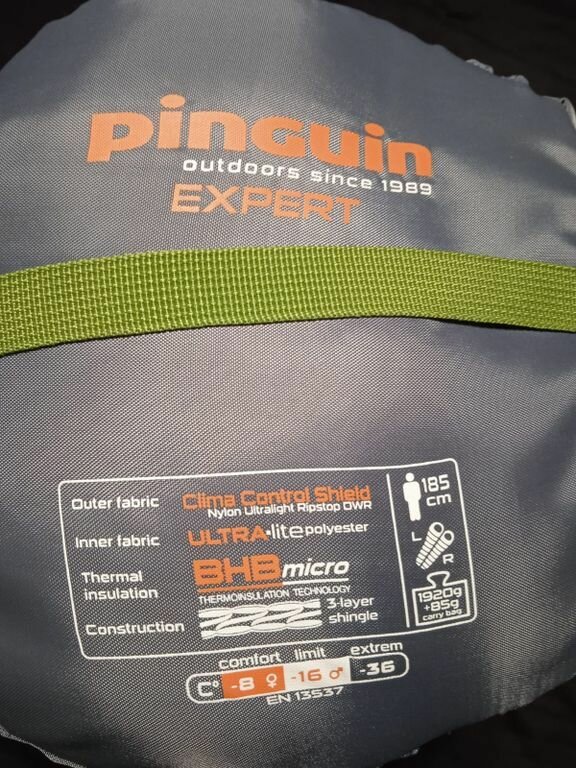 pinguin
outdoors since 1989
EXPERT
Outer fabric Clima Control Shield
Nylon Ultralight Ripstop DWR
Inner fabric ULTRA•lite polyester
Thermal insulation BHB micro
THERMOINSULATION TECHNOLOGY
Construction 3-layer shingle
185 cm
L R
1920g
+85g
carry bag
comfort limit extrem
C° -8 ♀ -16 ♂ -36
EN 13537